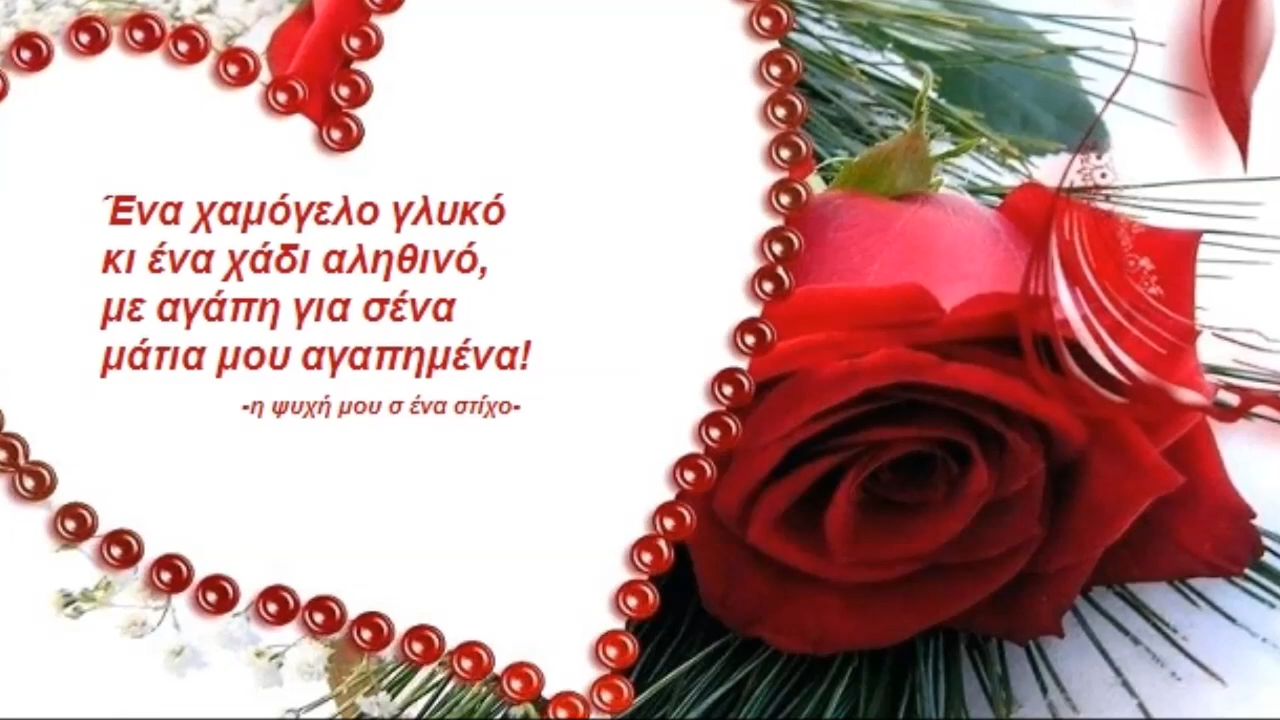 Ένα χαμόγελο γλυκό
κι ένα χάδι αληθινό,
με αγάπη για σένα
μάτια μου αγαπημένα!
-η ψυχή μου σ ένα στίχο-